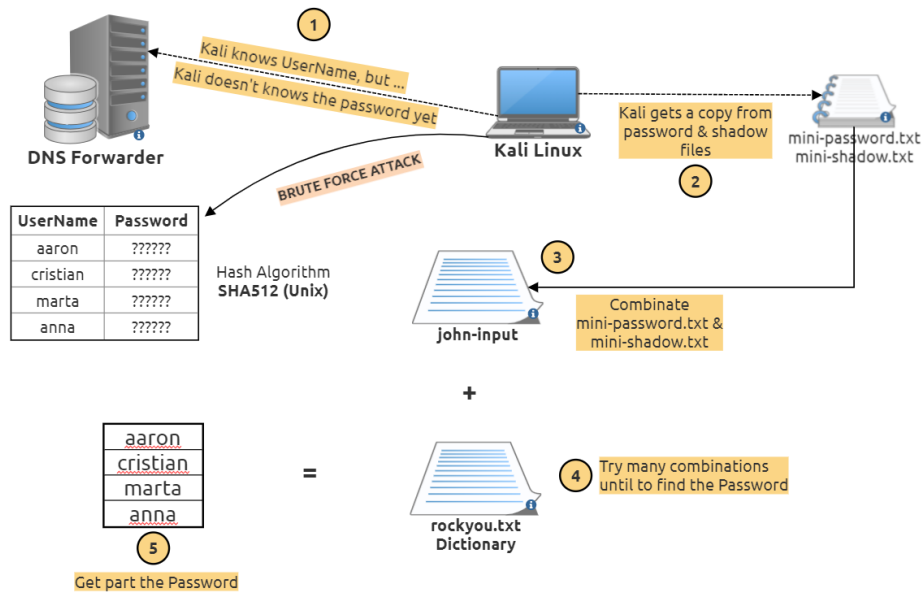 1
Kali knows UserName, but ...
Kali doesn't knows the password yet
DNS Forwarder
Kali Linux
Kali gets a copy from
password & shadow
files
2
mini-password.txt
mini-shadow.txt
BRUTE FORCE ATTACK
UserName Password
aaron ??????
cristian ??????
marta ??????
anna ??????
Hash Algorithm
SHA512 (Unix)
3
john-input
Combinate
mini-password.txt &
mini-shadow.txt
+
aaron
cristian
marta
anna
=
rockyou.txt
Dictionary
4
Try many combinations
until to find the Password
5
Get part the Password